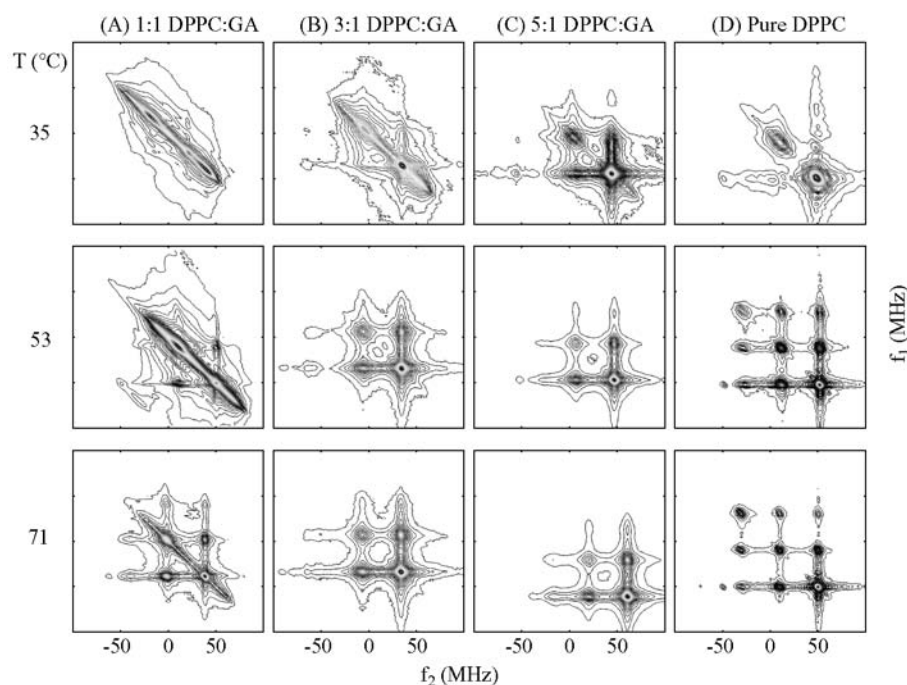 (A) 1:1 DPPC:GA (B) 3:1 DPPC:GA (C) 5:1 DPPC:GA (D) Pure DPPC
T (°C)
35
53
f₁ (MHz)
71
-50 0 50 -50 0 50 -50 0 50 -50 0 50
f₂ (MHz)